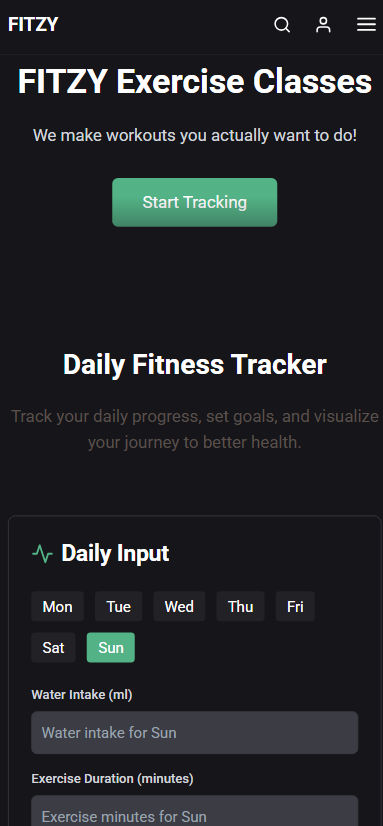 FITZY
FITZY Exercise Classes
We make workouts you actually want to do!
Start Tracking
Daily Fitness Tracker
Track your daily progress, set goals, and visualize
your journey to better health.
Daily Input
Mon Tue Wed Thu Fri
Sat Sun
Water Intake (ml)
Water intake for Sun
Exercise Duration (minutes)
Exercise minutes for Sun